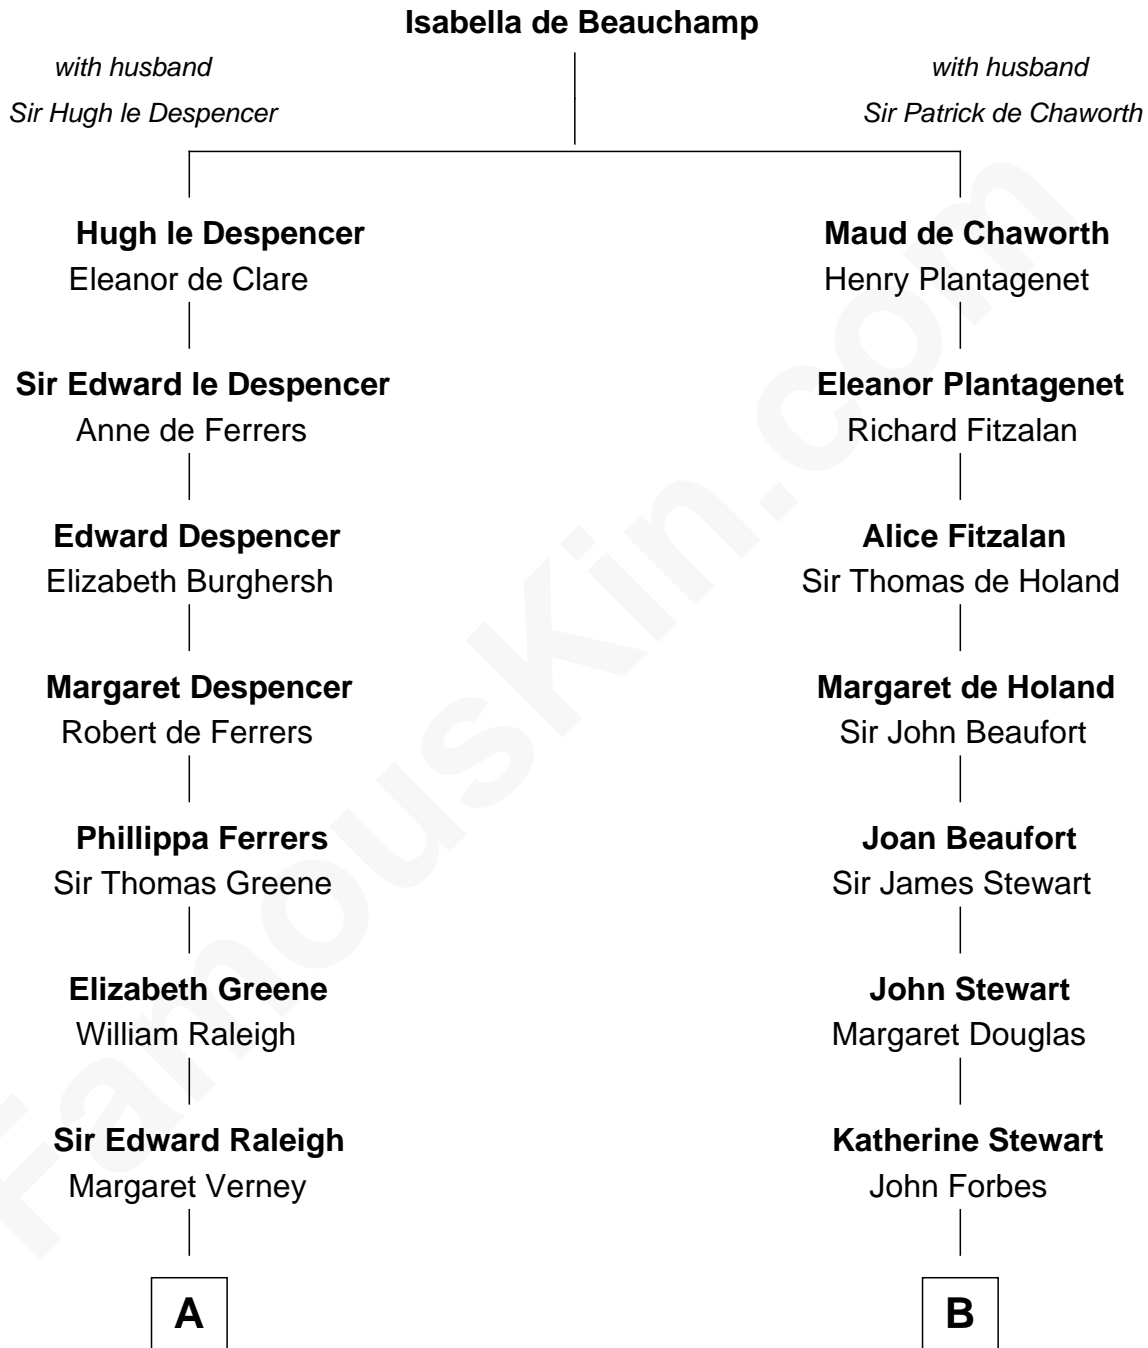 Isabella de Beauchamp
with husband
Sir Hugh le Despencer
with husband
Sir Patrick de Chaworth
Hugh le Despencer
Eleanor de Clare
Maud de Chaworth
Henry Plantagenet
Sir Edward le Despencer
Anne de Ferrers
Eleanor Plantagenet
Richard Fitzalan
Edward Despencer
Elizabeth Burghersh
Alice Fitzalan
Sir Thomas de Holand
Margaret Despencer
Robert de Ferrers
Margaret de Holand
Sir John Beaufort
Phillippa Ferrers
Sir Thomas Greene
Joan Beaufort
Sir James Stewart
Elizabeth Greene
William Raleigh
John Stewart
Margaret Douglas
Sir Edward Raleigh
Margaret Verney
Katherine Stewart
John Forbes
A
B
FamousKin.com